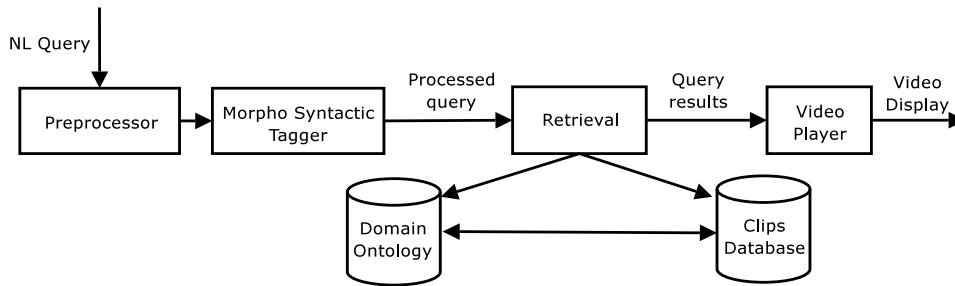 NL Query
Preprocessor
Morpho Syntactic
Tagger
Processed
query
Retrieval
Query
results
Video
Player
Video
Display
Domain
Ontology
Clips
Database